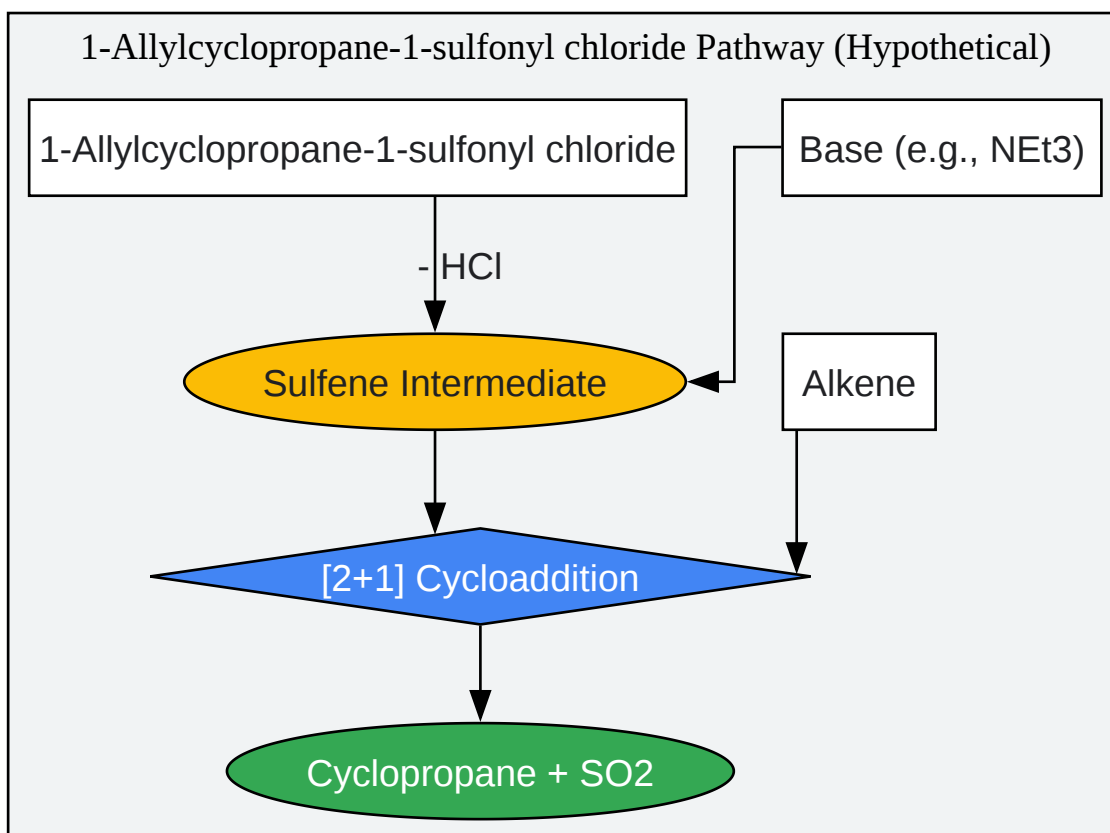 1-Allylcyclopropane-1-sulfonyl chloride Pathway (Hypothetical)
1-Allylcyclopropane-1-sulfonyl chloride
Base (e.g., NEt3)
- HCl
Sulfene Intermediate
Alkene
[2+1] Cycloaddition
Cyclopropane + SO2